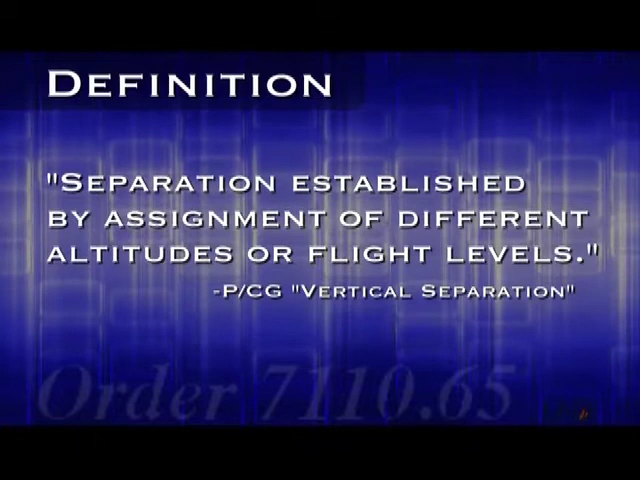 DEFINITION
"SEPARATION ESTABLISHED
BY ASSIGNMENT OF DIFFERENT
ALTITUDES OR FLIGHT LEVELS."
-P/CG "VERTICAL SEPARATION"
Order 7110.65